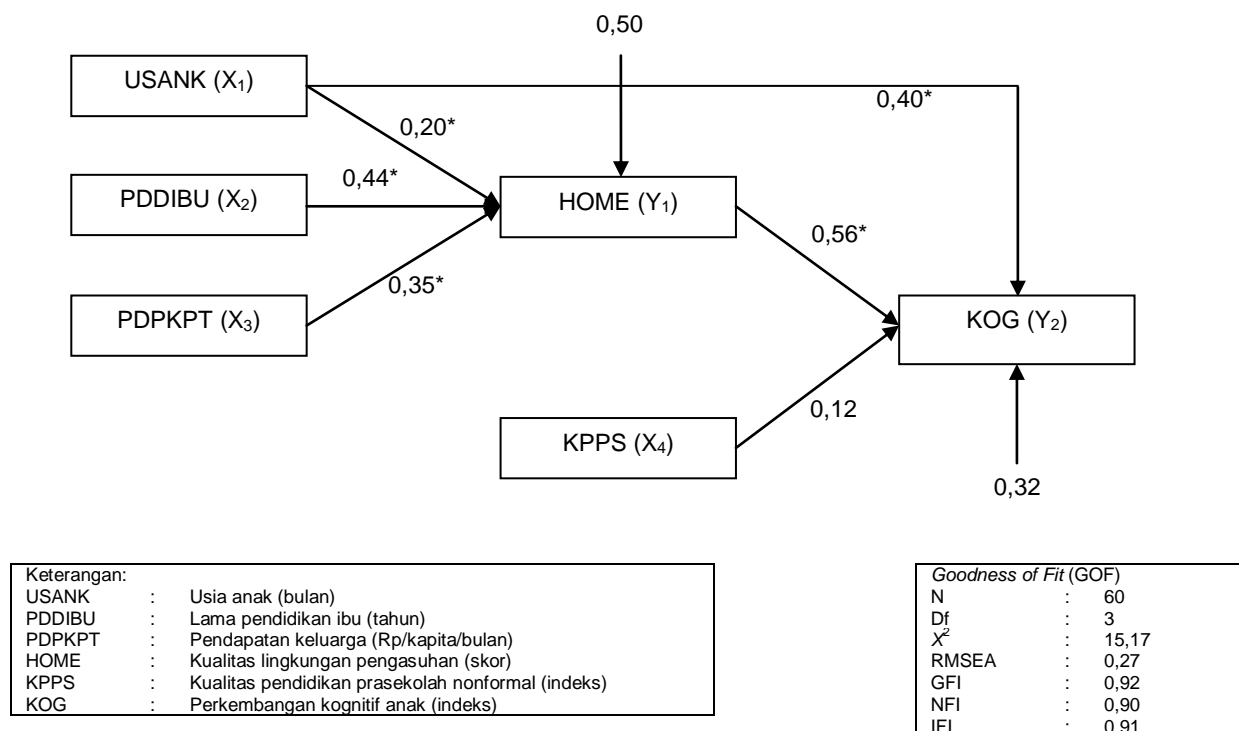 0,50
USANK (X₁)
0,40*
0,20*
0,44*
PDDIBU (X₂)
HOME (Y₁)
0,56*
0,35*
PDPKPT (X₃)
KOG (Y₂)
0,12
KPPS (X₄)
0,32
Keterangan:
USANK : Usia anak (bulan)
PDDIBU : Lama pendidikan ibu (tahun)
PDPKPT : Pendapatan keluarga (Rp/kapita/bulan)
HOME : Kualitas lingkungan pengasuhan (skor)
KPPS : Kualitas pendidikan prasekolah nonformal (indeks)
KOG : Perkembangan kognitif anak (indeks)
Goodness of Fit (GOF)
N : 60
Df : 3
X² : 15,17
RMSEA : 0,27
GFI : 0,92
NFI : 0,90
IFI : 0,91